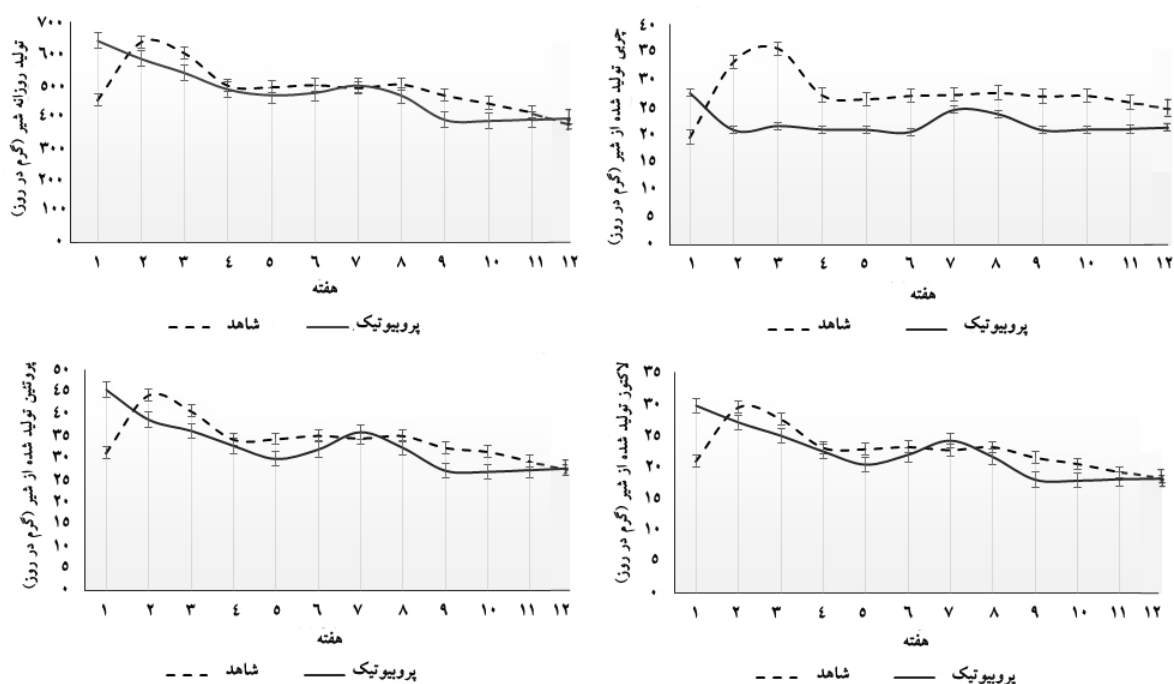 تولید روزانه شیر (گرم در روز)
۷۰۰
۶۰۰
۵۰۰
۴۰۰
۳۰۰
۲۰۰
۱۰۰
۰
۱ ۲ ۳ ٤ ۵ ٦ ۷ ۸ ۹ ۱۰ ۱۱ ۱۲
هفته
شاهد پروبیوتیک
چربی تولید شده از شیر (گرم در روز)
٤۰
۳۵
۳۰
۲۵
۲۰
۱۵
۱۰
۵
۰
۱ ۲ ۳ ٤ ۵ ٦ ۷ ۸ ۹ ۱۰ ۱۱ ۱۲
هفته
شاهد پروبیوتیک
پروتئین تولید شده از شیر (گرم در روز)
۵۰
٤۵
٤۰
۳۵
۳۰
۲۵
۲۰
۱۵
۱۰
۵
۰
۱ ۲ ۳ ٤ ۵ ٦ ۷ ۸ ۹ ۱۰ ۱۱ ۱۲
هفته
شاهد پروبیوتیک
لاکتوز تولید شده از شیر (گرم در روز)
۳۵
۳۰
۲۵
۲۰
۱۵
۱۰
۵
۰
۱ ۲ ۳ ٤ ۵ ٦ ۷ ۸ ۹ ۱۰ ۱۱ ۱۲
هفته
شاهد پروبیوتیک